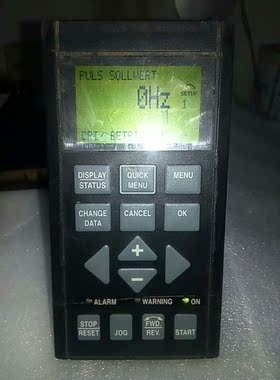 PULS SOLLWERT
0Hz
SETUP
1
DISPLAY STATUS
QUICK MENU
MENU
CHANGE DATA
CANCEL
OK
+
−
ALARM WARNING ON
STOP RESET
JOG
FWD. REV.
START